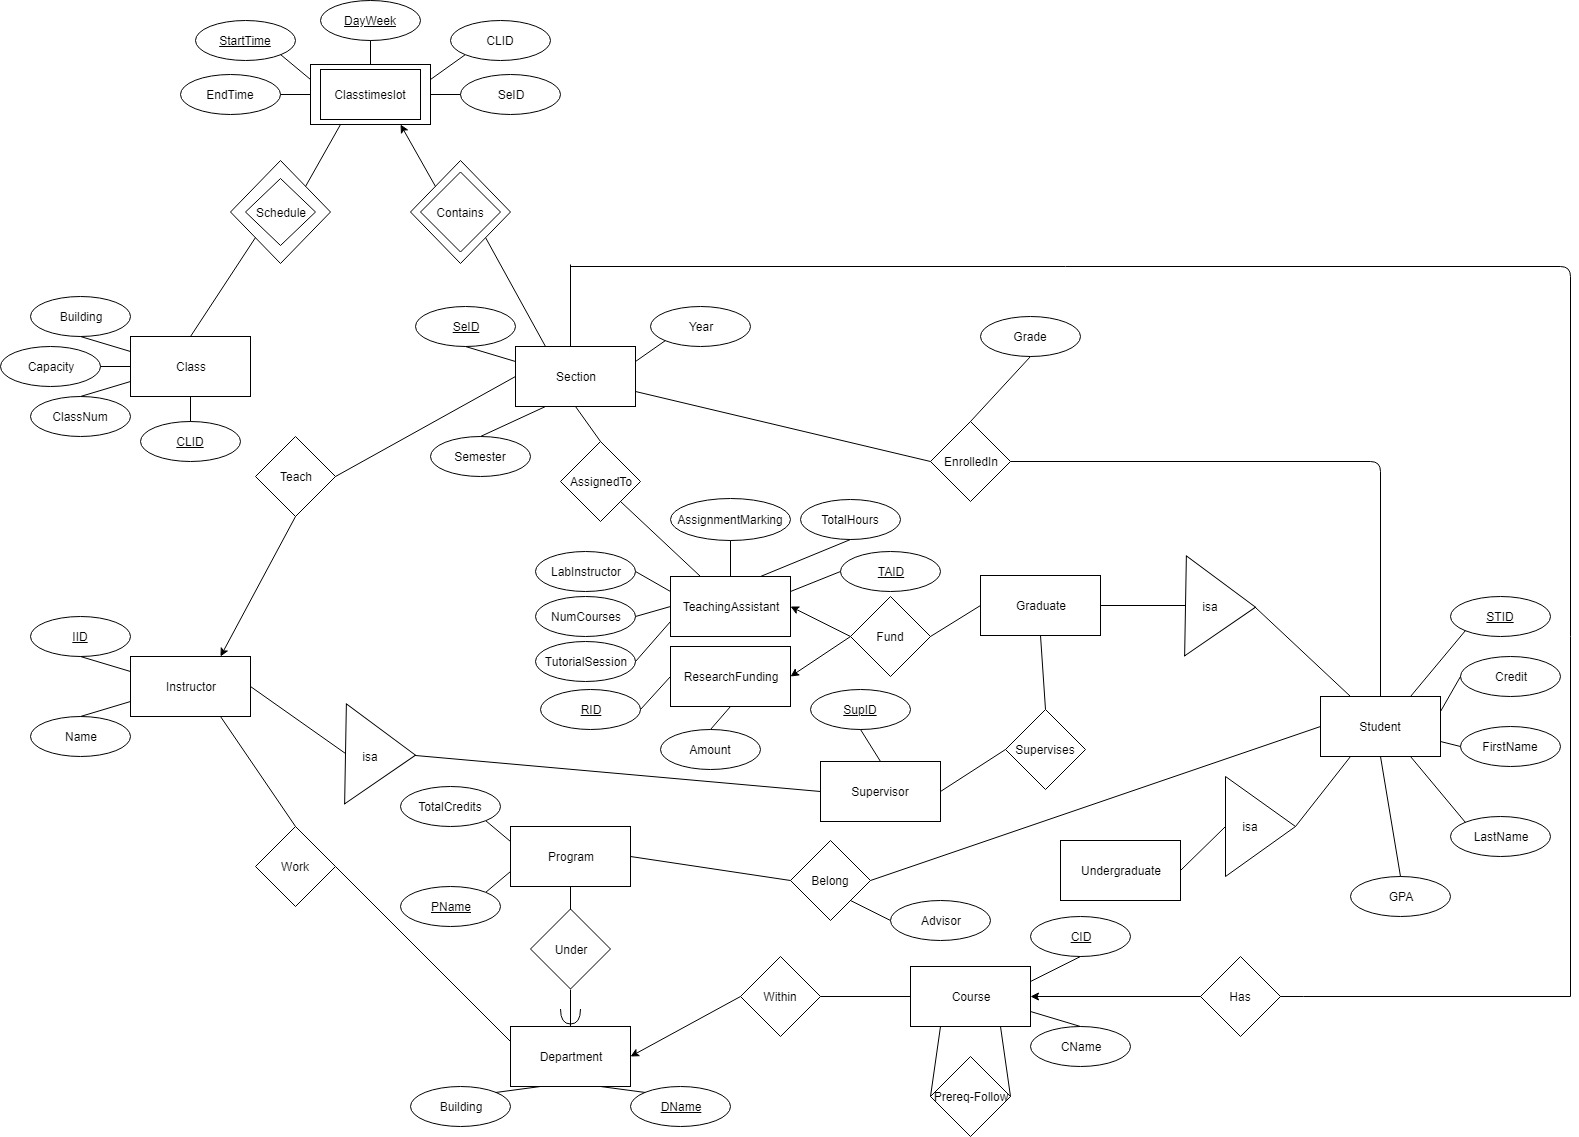 DayWeek
StartTime
CLID
EndTime
Classtimeslot
SeID
Schedule
Contains
Building
SeID
Year
Grade
Capacity
Class
Section
ClassNum
CLID
Semester
EnrolledIn
Teach
AssignedTo
AssignmentMarking
TotalHours
LabInstructor
TAID
TeachingAssistant
Graduate
isa
NumCourses
Fund
STID
IID
TutorialSession
Instructor
ResearchFunding
Credit
RID
SupID
Student
Name
Amount
Supervises
FirstName
isa
Supervisor
TotalCredits
isa
LastName
Program
Work
Belong
Undergraduate
PName
GPA
Advisor
Under
CID
Within
Course
Has
Department
CName
Building
DName
Prereq-Follow